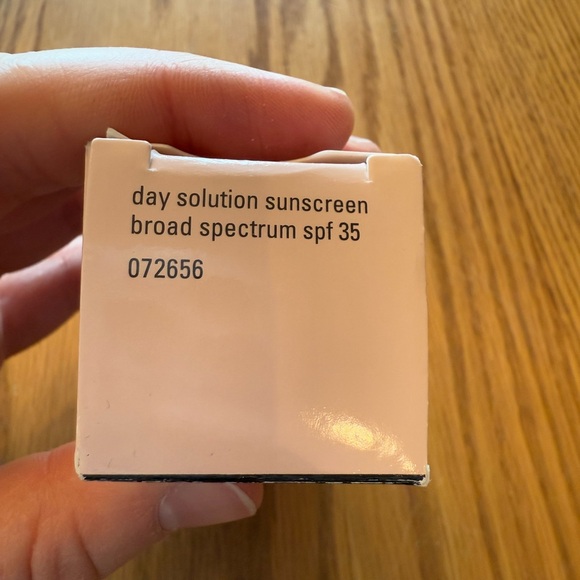 day solution sunscreen
broad spectrum spf 35
072656